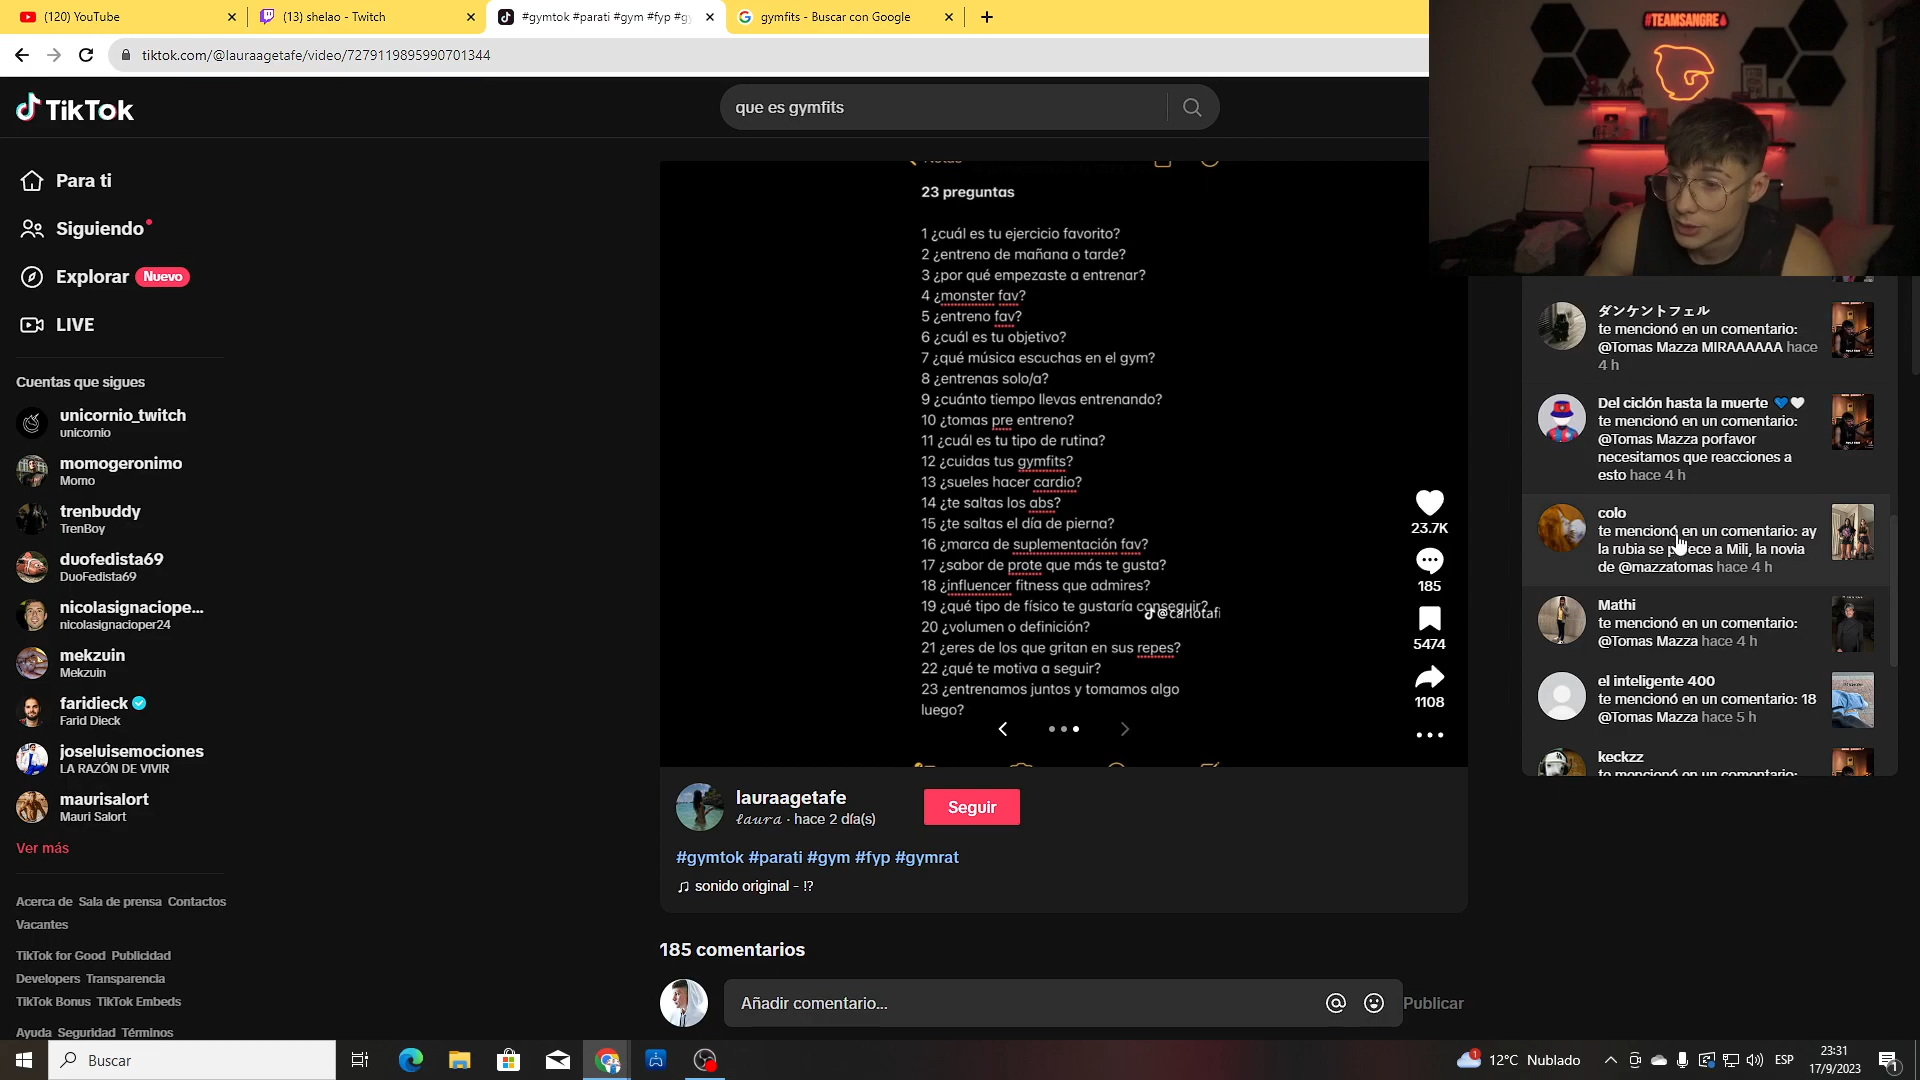 (120) YouTube
(13) shelao - Twitch
#gymtok #parati #gym #fyp #gy
gymfits - Buscar con Google
tiktok.com/@lauraagetafe/video/7279119895990701344
#TEAMSANGRE
TikTok
que es gymfits
Para ti
Siguiendo
Explorar Nuevo
LIVE
Cuentas que sigues
unicornio_twitch
unicornio
momogeronimo
Momo
trenbuddy
TrenBoy
duofedista69
DuoFedista69
nicolasignaciope...
nicolasignacioper24
mekzuin
Mekzuin
faridieck
Farid Dieck
joseluisemociones
LA RAZÓN DE VIVIR
maurisalort
Mauri Salort
Ver más
Acerca de Sala de prensa Contactos
Vacantes
TikTok for Good Publicidad
Developers Transparencia
TikTok Bonus TikTok Embeds
Ayuda Seguridad Términos
Notas
23 preguntas
1 ¿cuál es tu ejercicio favorito?
2 ¿entreno de mañana o tarde?
3 ¿por qué empezaste a entrenar?
4 ¿monster fav?
5 ¿entreno fav?
6 ¿cuál es tu objetivo?
7 ¿qué música escuchas en el gym?
8 ¿entrenas solo/a?
9 ¿cuánto tiempo llevas entrenando?
10 ¿tomas pre entreno?
11 ¿cuál es tu tipo de rutina?
12 ¿cuidas tus gymfits?
13 ¿sueles hacer cardio?
14 ¿te saltas los abs?
15 ¿te saltas el día de pierna?
16 ¿marca de suplementación fav?
17 ¿sabor de prote que más te gusta?
18 ¿influencer fitness que admires?
19 ¿qué tipo de físico te gustaría conseguir?
@carlotafi
20 ¿volumen o definición?
21 ¿eres de los que gritan en sus repes?
22 ¿qué te motiva a seguir?
23 ¿entrenamos juntos y tomamos algo
luego?
23.7K
185
5474
1108
lauraagetafe
𝓁𝒶𝓊𝓇𝒶 · hace 2 día(s)
Seguir
#gymtok #parati #gym #fyp #gymrat
♫ sonido original - !?
185 comentarios
Añadir comentario...
Publicar
ダンケントフェル
te mencionó en un comentario:
@Tomas Mazza MIRAAAAAA hace
4 h
Del ciclón hasta la muerte 💙🤍
te mencionó en un comentario:
@Tomas Mazza porfavor
necesitamos que reacciones a
esto hace 4 h
colo
te mencionó en un comentario: ay
la rubia se parece a Mili, la novia
de @mazzatomas hace 4 h
Mathi
te mencionó en un comentario:
@Tomas Mazza hace 4 h
el inteligente 400
te mencionó en un comentario: 18
@Tomas Mazza hace 5 h
keckzz
te mencionó en un comentario:
Buscar
12°C Nublado
ESP
23:31
17/9/2023